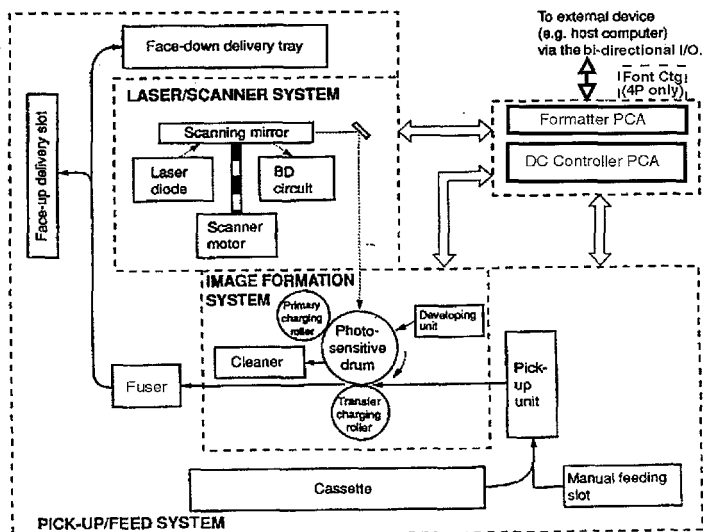 To external device
(e.g. host computer)
via the bi-directional I/O.
Font Ctg
(4P only)
Face-down delivery tray
LASER/SCANNER SYSTEM
Scanning mirror
Formatter PCA
DC Controller PCA
Laser
diode
BD
circuit
Scanner
motor
Face-up delivery slot
IMAGE FORMATION
SYSTEM
Primary
charging
roller
Photo-
sensitive
drum
Developing
unit
Cleaner
Fuser
Transfer
charging
roller
Pick-
up
unit
Cassette
Manual feeding
slot
PICK-UP/FEED SYSTEM